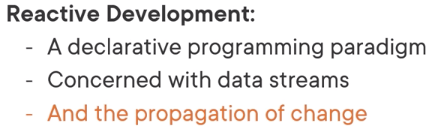 Reactive Development:
- A declarative programming paradigm
- Concerned with data streams
- And the propagation of change